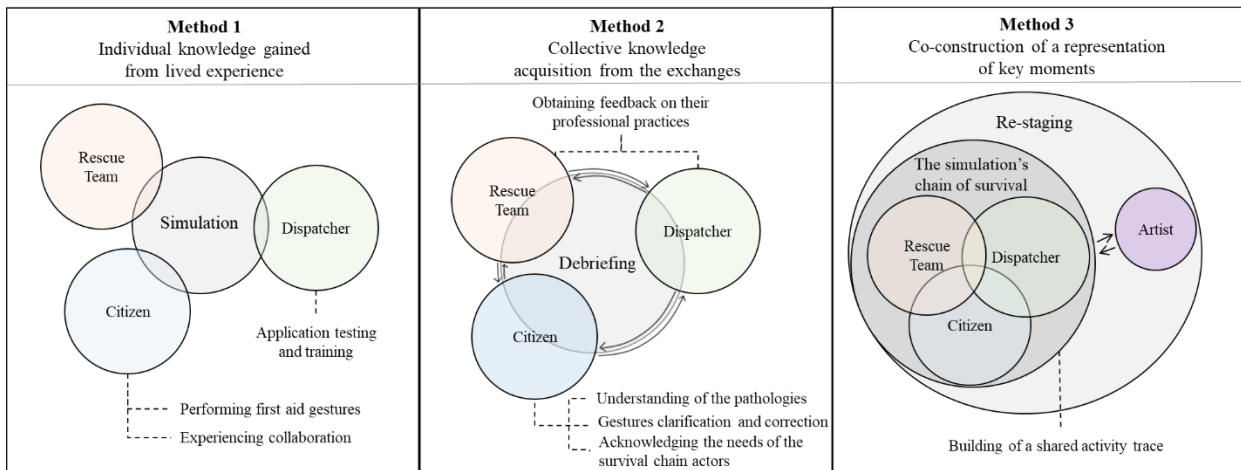 Method 1
Individual knowledge gained
from lived experience
Rescue
Team
Simulation
Dispatcher
Citizen
Application testing
and training
Performing first aid gestures
Experiencing collaboration
Method 2
Collective knowledge
acquisition from the exchanges
Obtaining feedback on their
professional practices
Rescue
Team
Dispatcher
Debriefing
Citizen
Understanding of the pathologies
Gestures clarification and correction
Acknowledging the needs of the
survival chain actors
Method 3
Co-construction of a representation
of key moments
Re-staging
The simulation's
chain of survival
Rescue
Team
Dispatcher
Artist
Citizen
Building of a shared activity trace